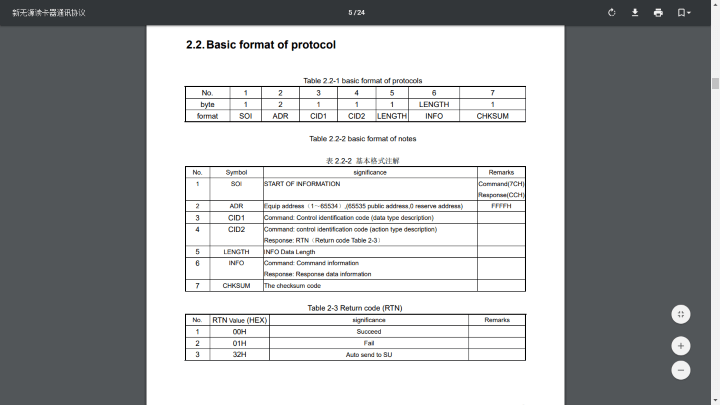 新无源读卡器通讯协议
5 / 24
2.2. Basic format of protocol
Table 2.2-1 basic format of protocols
No. 1 2 3 4 5 6 7
byte 1 2 1 1 1 LENGTH 1
format SOI ADR CID1 CID2 LENGTH INFO CHKSUM
Table 2.2-2 basic format of notes
表 2.2-2 基本格式注解
No. Symbol significance Remarks
1 SOI START OF INFORMATION Command(7CH)
Response(CCH)
2 ADR Equip address（1～65534）,(65535 public address,0 reserve address) FFFFH
3 CID1 Command: Control identification code (data type description)
4 CID2 Command: control identification code (action type description)
Response: RTN（Return code Table 2-3）
5 LENGTH INFO Data Length
6 INFO Command: Command information
Response: Response data information
7 CHKSUM The checksum code
Table 2-3 Return code (RTN)
No. RTN Value (HEX) significance Remarks
1 00H Succeed
2 01H Fail
3 32H Auto send to SU